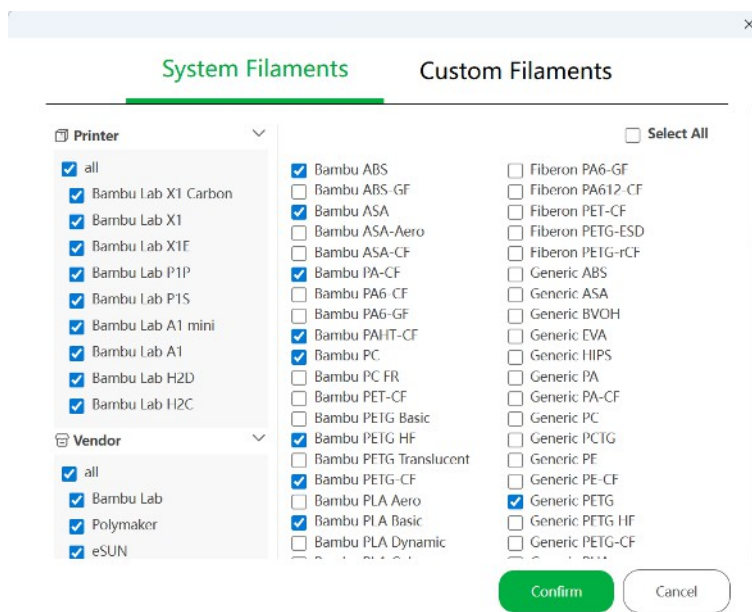 System Filaments
Custom Filaments
Printer
all
Bambu Lab X1 Carbon
Bambu Lab X1
Bambu Lab X1E
Bambu Lab P1P
Bambu Lab P1S
Bambu Lab A1 mini
Bambu Lab A1
Bambu Lab H2D
Bambu Lab H2C
Vendor
all
Bambu Lab
Polymaker
eSUN
Select All
Bambu ABS
Bambu ABS-GF
Bambu ASA
Bambu ASA-Aero
Bambu ASA-CF
Bambu PA-CF
Bambu PA6-CF
Bambu PA6-GF
Bambu PAHT-CF
Bambu PC
Bambu PC FR
Bambu PET-CF
Bambu PETG Basic
Bambu PETG HF
Bambu PETG Translucent
Bambu PETG-CF
Bambu PLA Aero
Bambu PLA Basic
Bambu PLA Dynamic
Fiberon PA6-GF
Fiberon PA612-CF
Fiberon PET-CF
Fiberon PETG-ESD
Fiberon PETG-rCF
Generic ABS
Generic ASA
Generic BVOH
Generic EVA
Generic HIPS
Generic PA
Generic PA-CF
Generic PC
Generic PCTG
Generic PE
Generic PE-CF
Generic PETG
Generic PETG HF
Generic PETG-CF
Confirm
Cancel